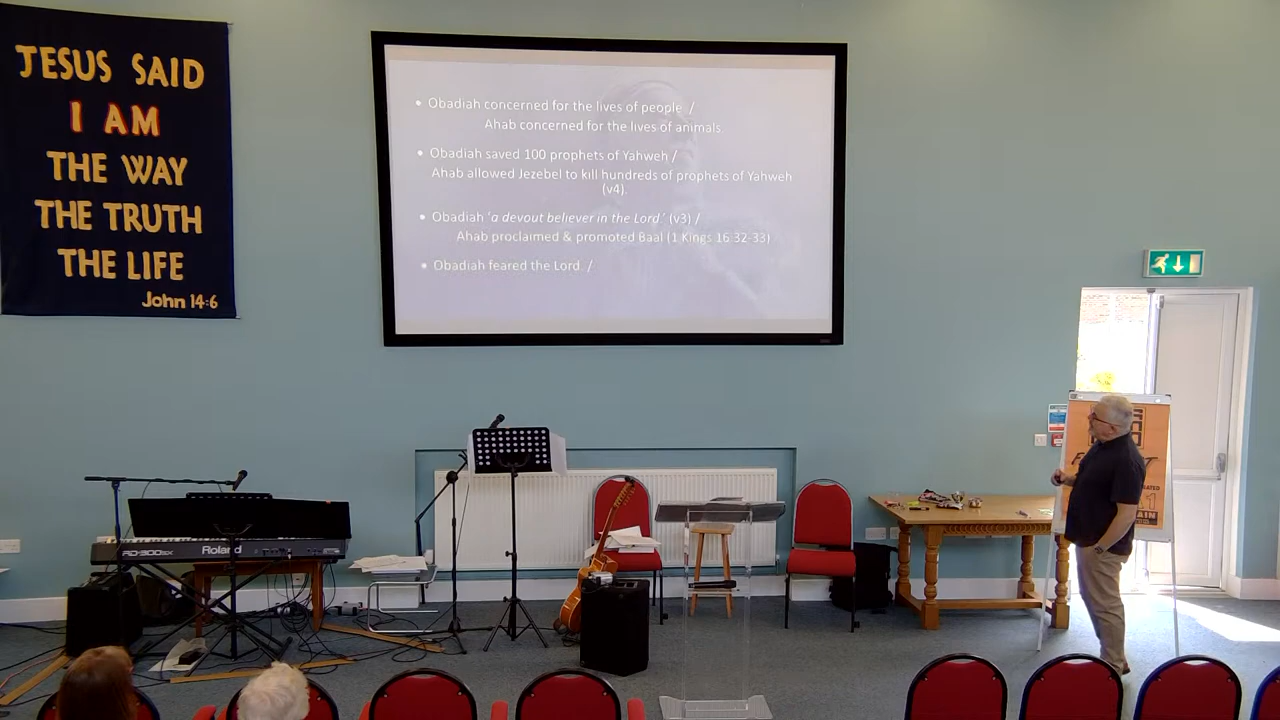 JESUS SAID
I AM
THE WAY
THE TRUTH
THE LIFE
John 14:6
• Obadiah concerned for the lives of people /
Ahab concerned for the lives of animals.
• Obadiah saved 100 prophets of Yahweh /
Ahab allowed Jezebel to kill hundreds of prophets of Yahweh
(v4).
• Obadiah 'a devout believer in the Lord' (v3) /
Ahab proclaimed & promoted Baal (1 Kings 16:32-33)
• Obadiah feared the Lord /
RD-300SX
Roland